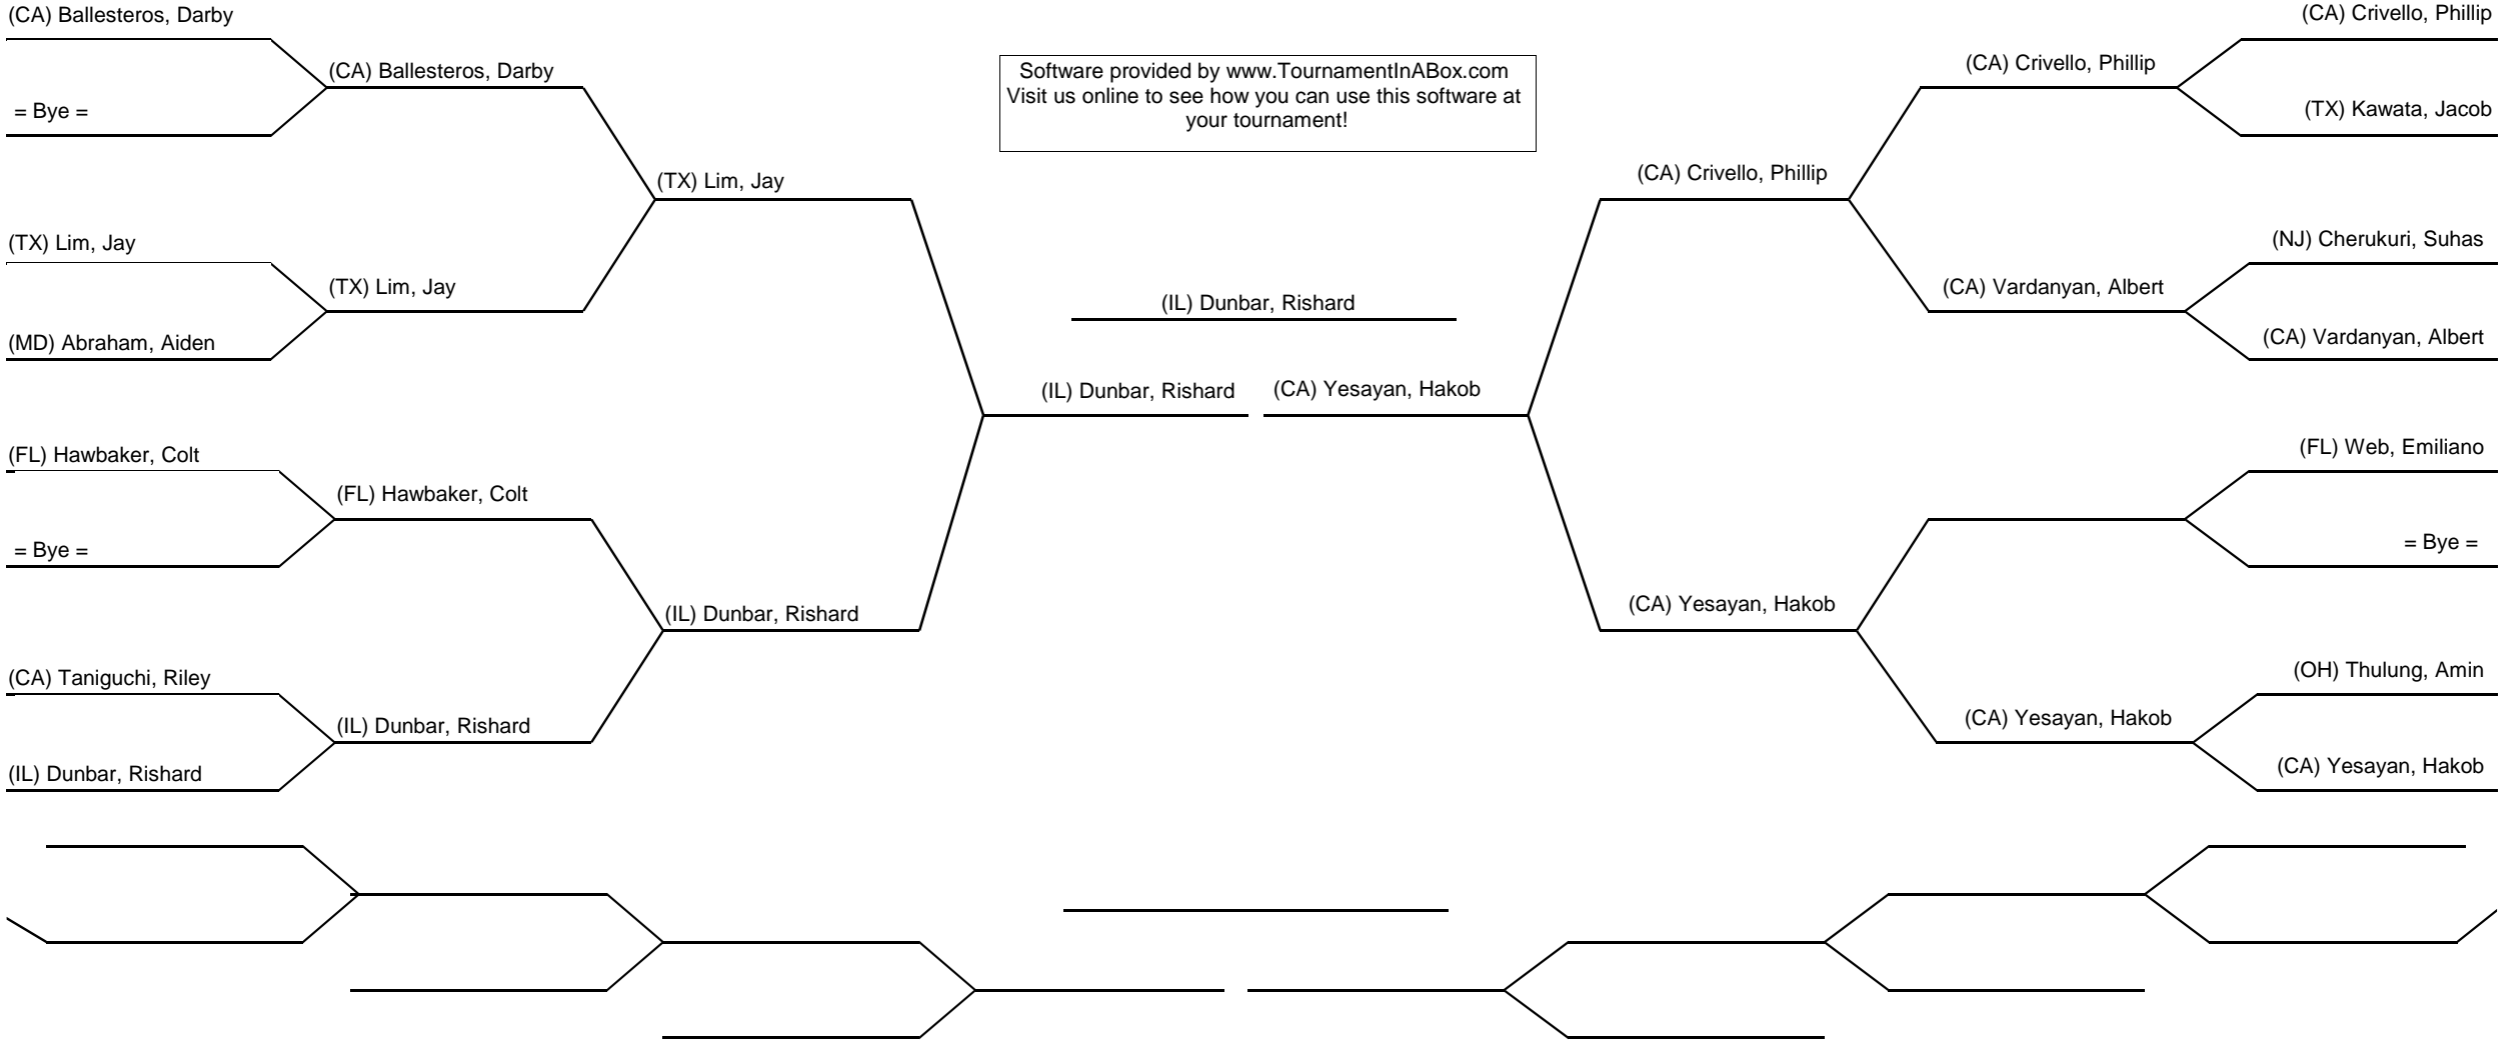 (CA) Ballesteros, Darby
= Bye =
(TX) Lim, Jay
(MD) Abraham, Aiden
(FL) Hawbaker, Colt
= Bye =
(CA) Taniguchi, Riley
(IL) Dunbar, Rishard
(CA) Ballesteros, Darby
(TX) Lim, Jay
(FL) Hawbaker, Colt
(IL) Dunbar, Rishard
(TX) Lim, Jay
(IL) Dunbar, Rishard
Software provided by www.TournamentInABox.com
Visit us online to see how you can use this software at
your tournament!
(IL) Dunbar, Rishard
(IL) Dunbar, Rishard
(CA) Yesayan, Hakob
(CA) Crivello, Phillip
(CA) Yesayan, Hakob
(CA) Crivello, Phillip
(CA) Vardanyan, Albert
(CA) Yesayan, Hakob
(CA) Crivello, Phillip
(TX) Kawata, Jacob
(NJ) Cherukuri, Suhas
(CA) Vardanyan, Albert
(FL) Web, Emiliano
= Bye =
(OH) Thulung, Amin
(CA) Yesayan, Hakob